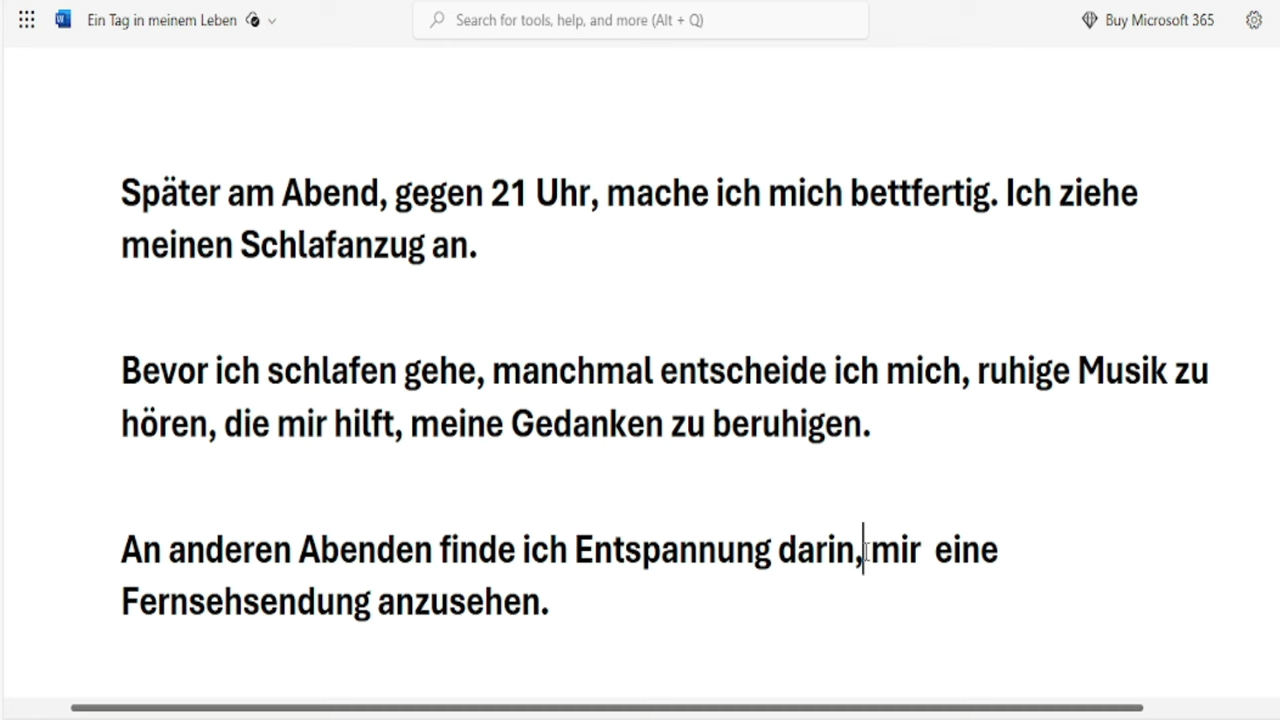 Ein Tag in meinem Leben
Search for tools, help, and more (Alt + Q)
Buy Microsoft 365
Später am Abend, gegen 21 Uhr, mache ich mich bettfertig. Ich ziehe
meinen Schlafanzug an.
Bevor ich schlafen gehe, manchmal entscheide ich mich, ruhige Musik zu
hören, die mir hilft, meine Gedanken zu beruhigen.
An anderen Abenden finde ich Entspannung darin, mir eine
Fernsehsendung anzusehen.